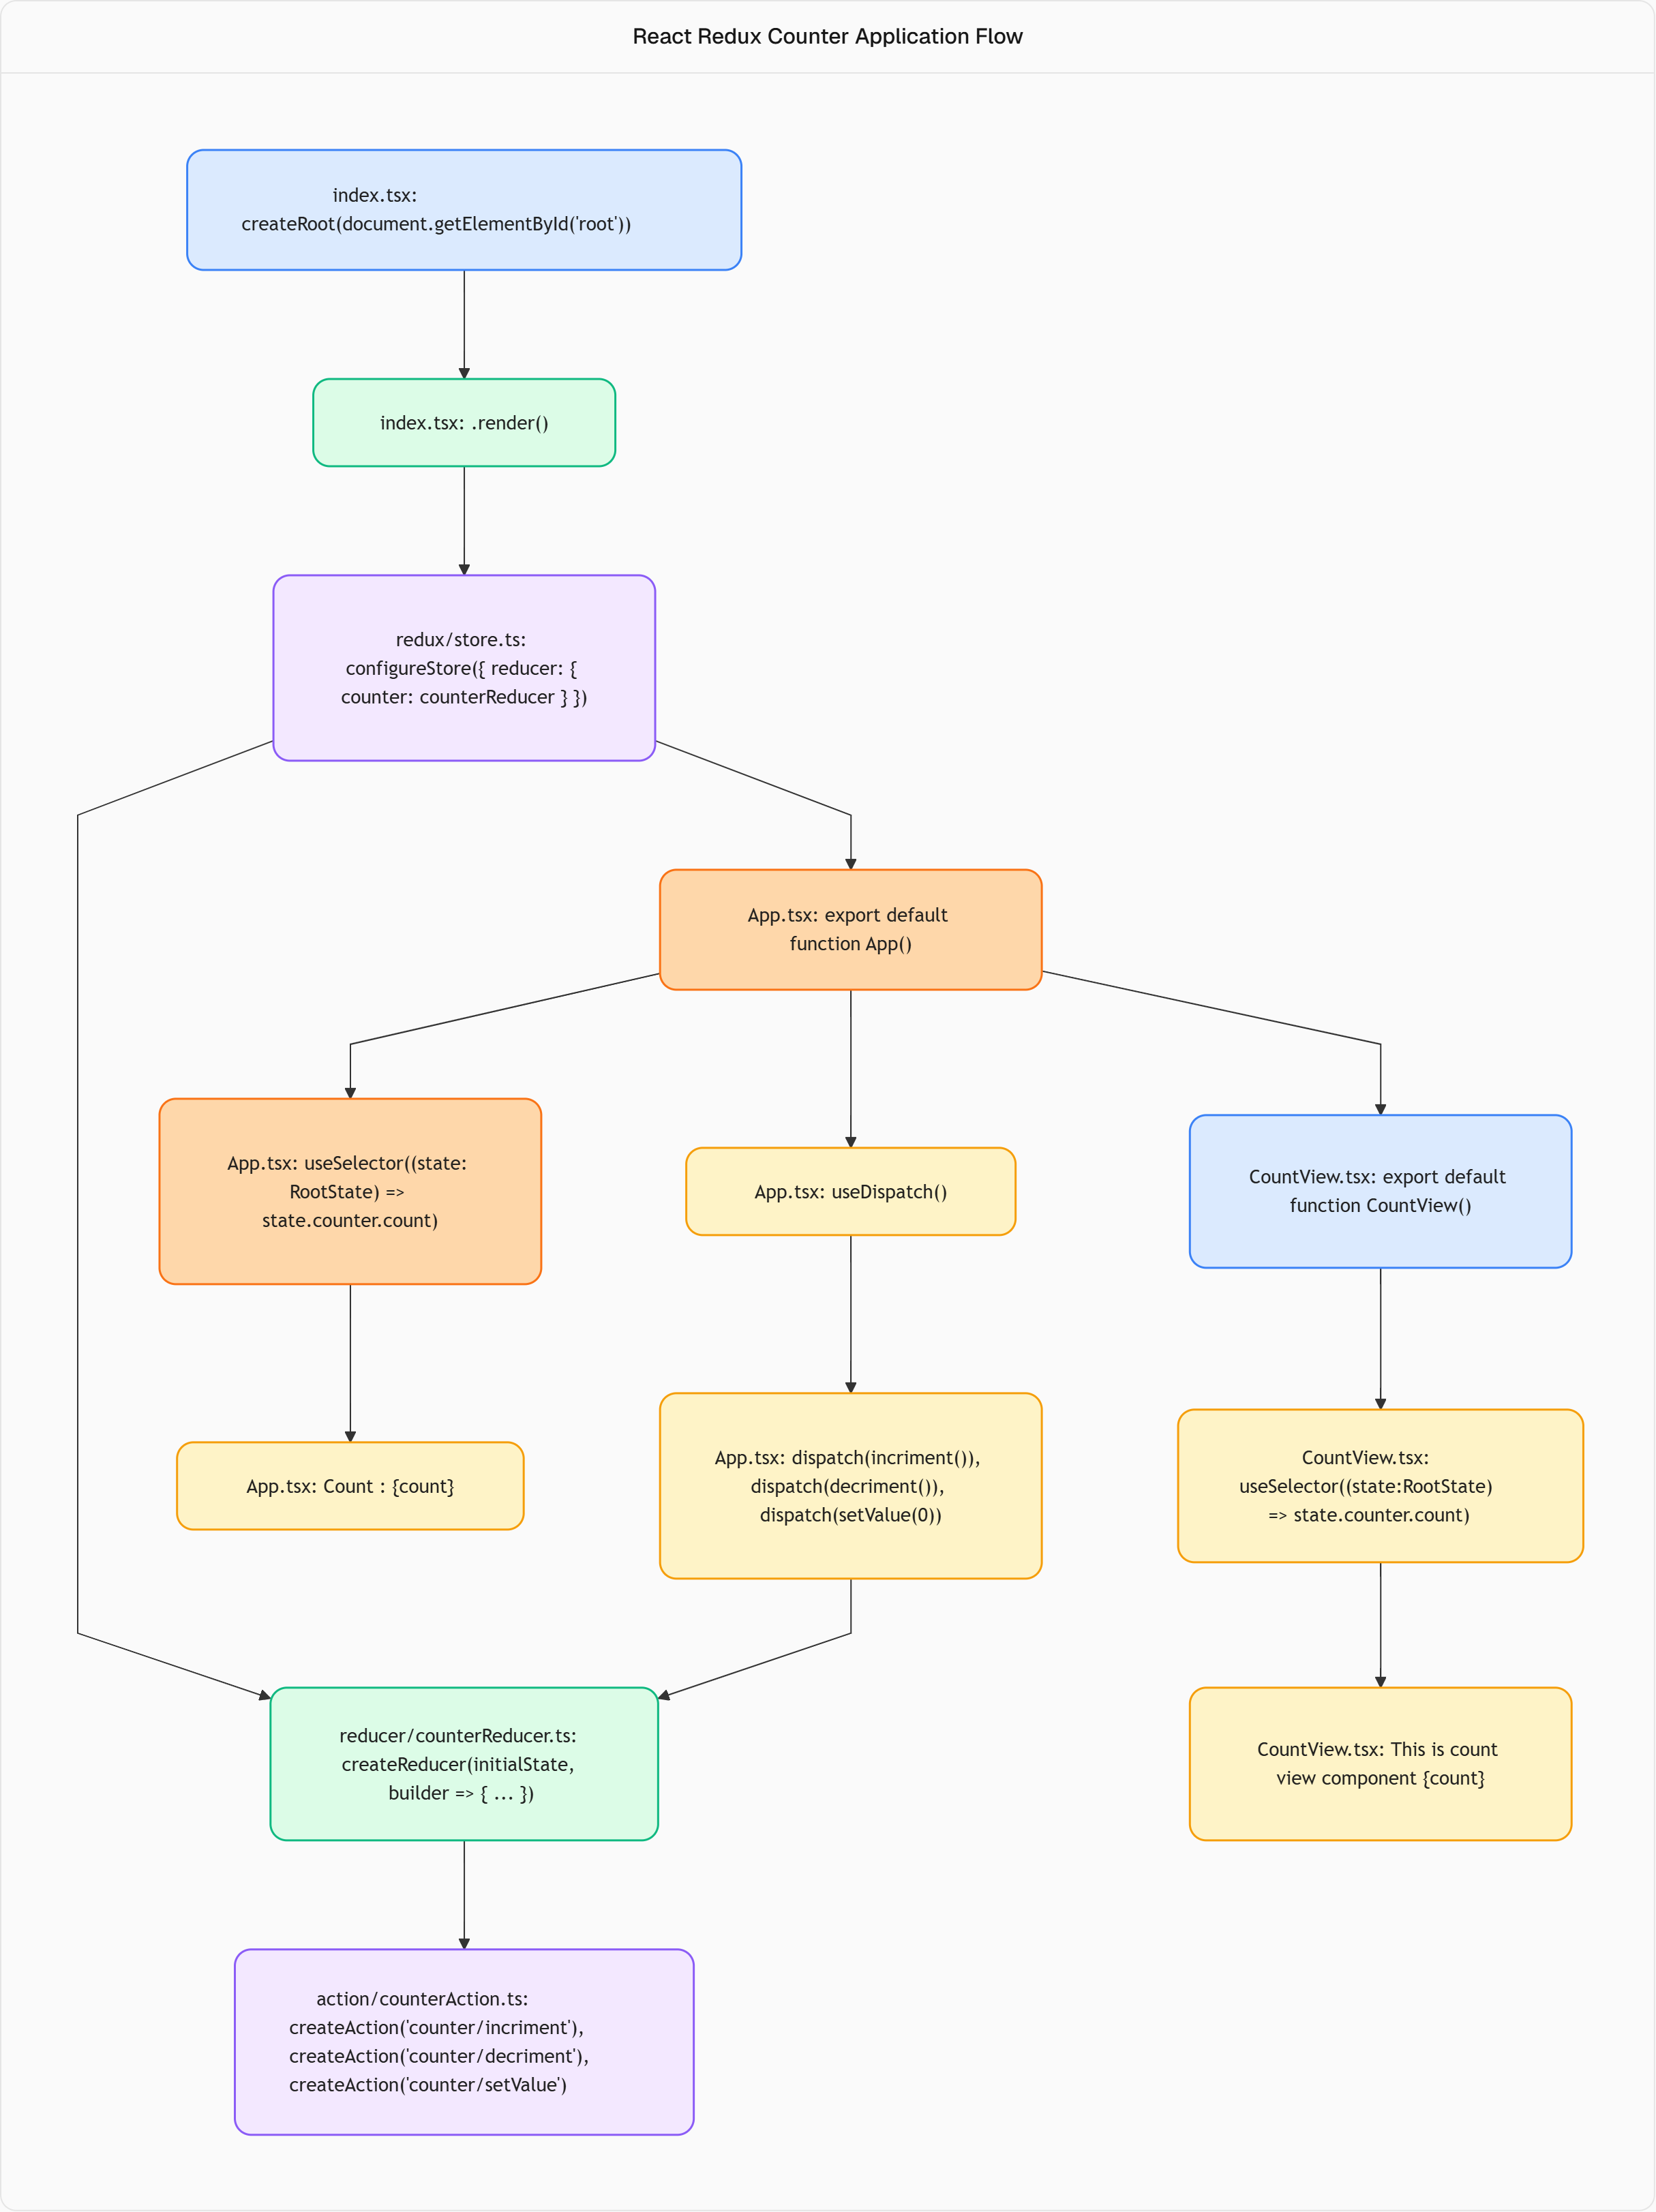 React Redux Counter Application Flow
index.tsx:
createRoot(document.getElementById('root'))
index.tsx: .render()
redux/store.ts:
configureStore({ reducer: {
counter: counterReducer } })
App.tsx: export default
function App()
App.tsx: useSelector((state:
RootState) =>
state.counter.count)
App.tsx: useDispatch()
CountView.tsx: export default
function CountView()
App.tsx: Count : {count}
App.tsx: dispatch(incriment()),
dispatch(decriment()),
dispatch(setValue(0))
CountView.tsx:
useSelector((state:RootState)
=> state.counter.count)
reducer/counterReducer.ts:
createReducer(initialState,
builder => { ... })
CountView.tsx: This is count
view component {count}
action/counterAction.ts:
createAction('counter/incriment'),
createAction('counter/decriment'),
createAction('counter/setValue')